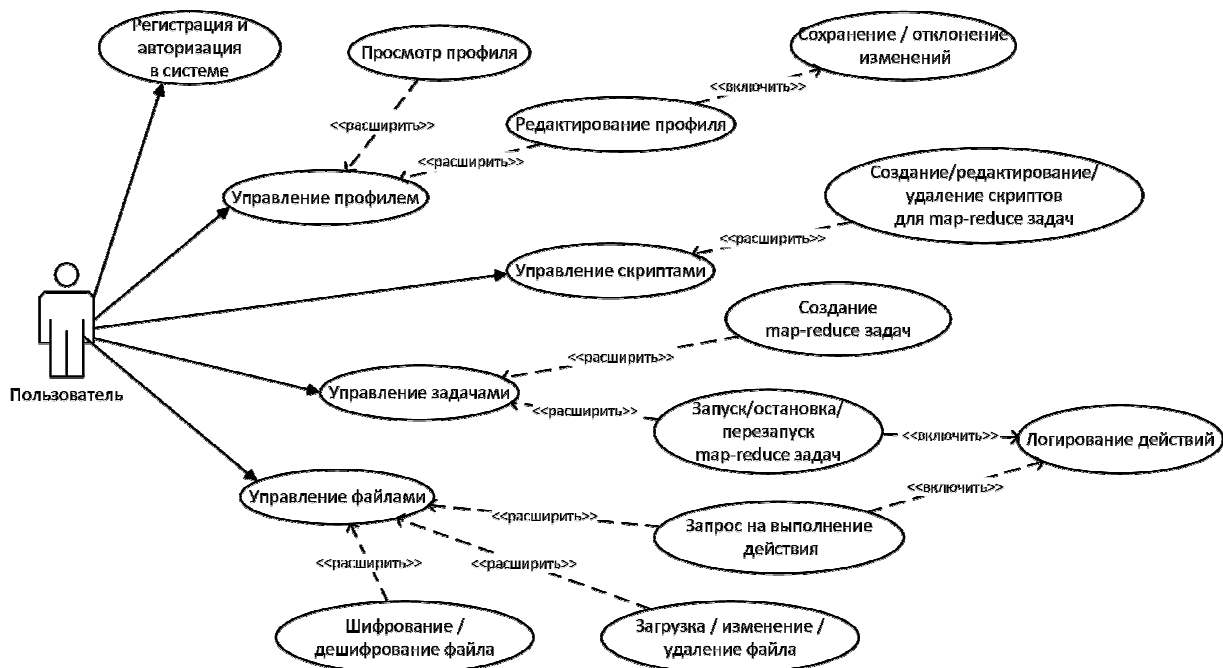 Регистрация и
авторизация
в системе
Просмотр профиля
Сохранение / отклонение
изменений
<<включить>>
<<расширить>>
Редактирование профиля
<<расширить>>
Управление профилем
Создание/редактирование/
удаление скриптов
для map-reduce задач
<<расширить>>
Управление скриптами
Создание
map-reduce задач
<<расширить>>
Пользователь
Управление задачами
<<расширить>>
Запуск/остановка/
перезапуск
map-reduce задач
<<включить>>
Логирование действий
<<включить>>
Управление файлами
<<расширить>>
Запрос на выполнение
действия
<<расширить>>
<<расширить>>
Шифрование /
дешифрование файла
Загрузка / изменение /
удаление файла